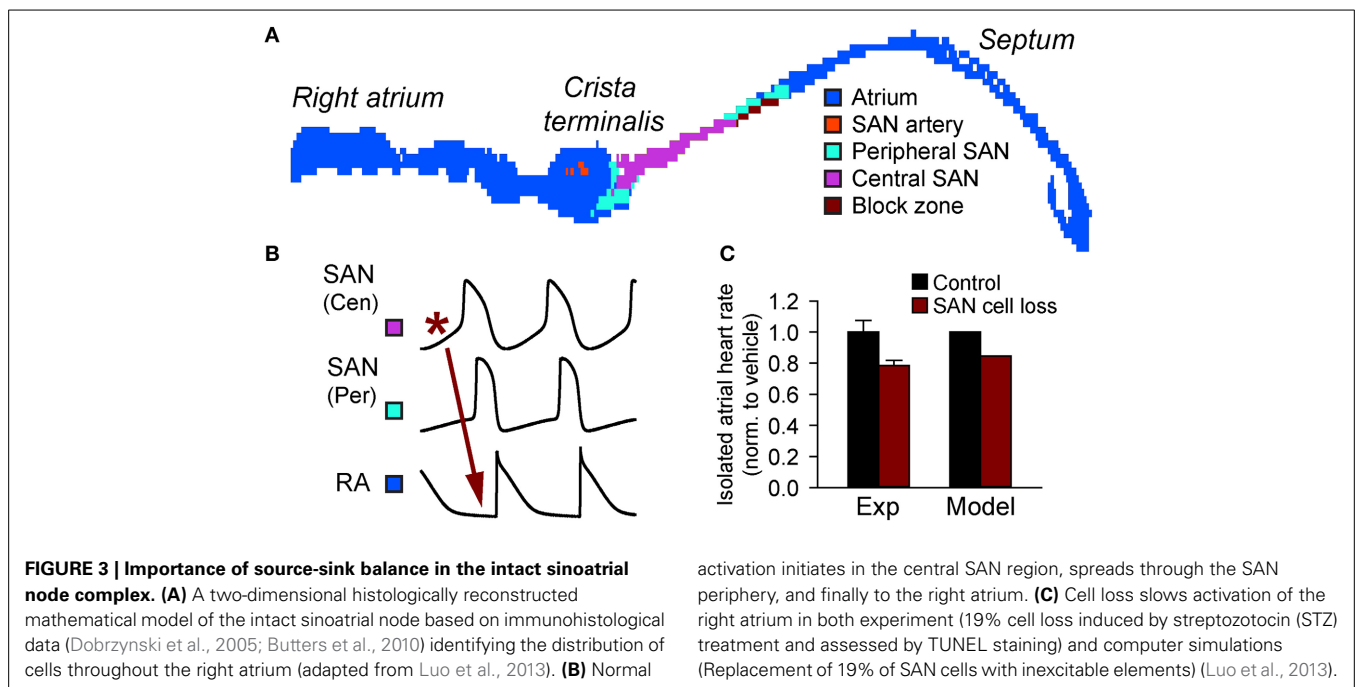 A
Right atrium
Crista
terminalis
Septum
Atrium
SAN artery
Peripheral SAN
Central SAN
Block zone
B
SAN
(Cen)
*
SAN
(Per)
RA
C
Control
SAN cell loss
Isolated atrial heart rate
(norm. to vehicle)
1.2
1.0
0.8
0.6
0.4
0.2
0.0
Exp
Model
FIGURE 3 | Importance of source-sink balance in the intact sinoatrial
node complex. (A) A two-dimensional histologically reconstructed
mathematical model of the intact sinoatrial node based on immunohistological
data (Dobrzynski et al., 2005; Butters et al., 2010) identifying the distribution of
cells throughout the right atrium (adapted from Luo et al., 2013). (B) Normal
activation initiates in the central SAN region, spreads through the SAN
periphery, and finally to the right atrium. (C) Cell loss slows activation of the
right atrium in both experiment (19% cell loss induced by streptozotocin (STZ)
treatment and assessed by TUNEL staining) and computer simulations
(Replacement of 19% of SAN cells with inexcitable elements) (Luo et al., 2013).